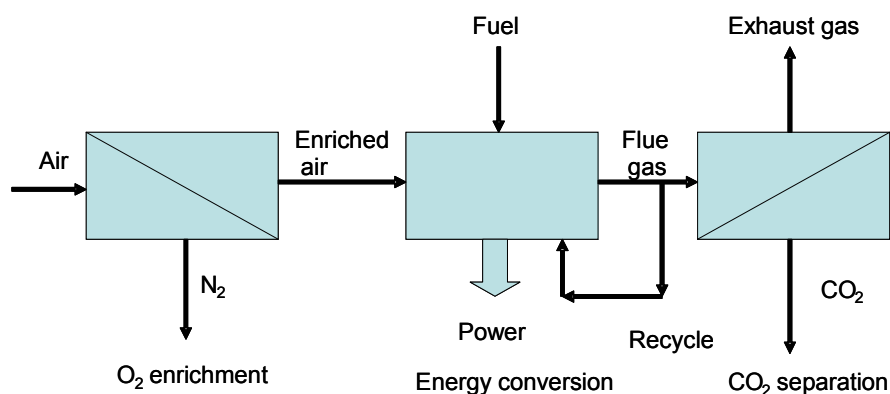 Fuel
Exhaust gas
Air
Enriched
air
Flue
gas
N₂
CO₂
Power
Recycle
O₂ enrichment
Energy conversion
CO₂ separation